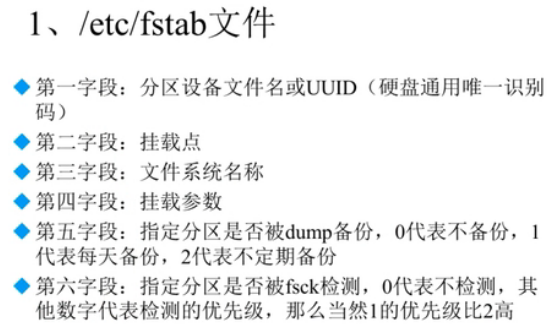 1、/etc/fstab文件
第一字段：分区设备文件名或UUID（硬盘通用唯一识别
码）
第二字段：挂载点
第三字段：文件系统名称
第四字段：挂载参数
第五字段：指定分区是否被dump备份，0代表不备份，1
代表每天备份，2代表不定期备份
第六字段：指定分区是否被fsck检测，0代表不检测，其
他数字代表检测的优先级，那么当然1的优先级比2高